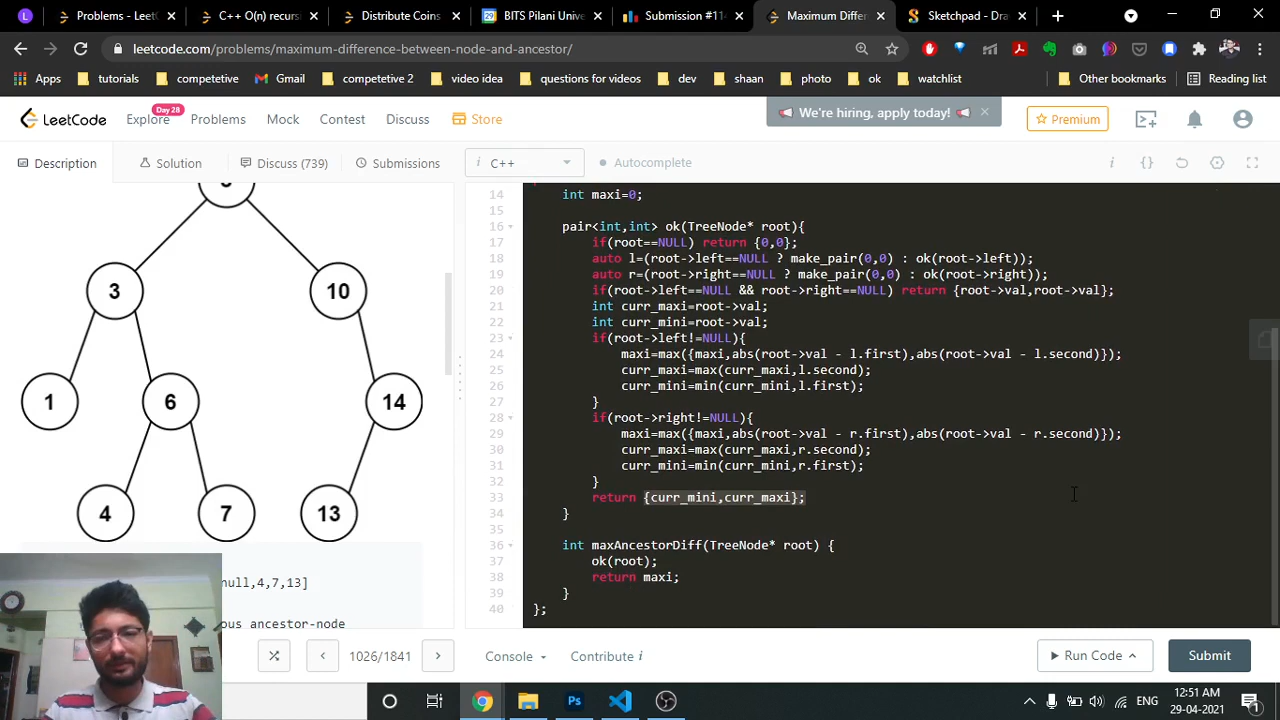 Problems - LeetC
C++ O(n) recurs
Distribute Coins
BITS Pilani Unive
Submission #11
Maximum Differ
Sketchpad - Dra
leetcode.com/problems/maximum-difference-between-node-and-ancestor/
Apps
tutorials
competetive
Gmail
competetive 2
video idea
questions for videos
dev
shaan
photo
ok
watchlist
Other bookmarks
Reading list
LeetCode
Explore
Day 28
Problems
Mock
Contest
Discuss
Store
We're hiring, apply today!
Premium
Description
Solution
Discuss (739)
Submissions
C++
Autocomplete
3
10
1
6
14
4
7
13
null,4,7,13]
ous ancestor-node
14 int maxi=0;
15
16 pair<int,int> ok(TreeNode* root){
17 if(root==NULL) return {0,0};
18 auto l=(root->left==NULL ? make_pair(0,0) : ok(root->left));
19 auto r=(root->right==NULL ? make_pair(0,0) : ok(root->right));
20 if(root->left==NULL && root->right==NULL) return {root->val,root->val};
21 int curr_maxi=root->val;
22 int curr_mini=root->val;
23 if(root->left!=NULL){
24 maxi=max({maxi,abs(root->val - l.first),abs(root->val - l.second)});
25 curr_maxi=max(curr_maxi,l.second);
26 curr_mini=min(curr_mini,l.first);
27 }
28 if(root->right!=NULL){
29 maxi=max({maxi,abs(root->val - r.first),abs(root->val - r.second)});
30 curr_maxi=max(curr_maxi,r.second);
31 curr_mini=min(curr_mini,r.first);
32 }
33 return {curr_mini,curr_maxi};
34 }
35
36 int maxAncestorDiff(TreeNode* root) {
37 ok(root);
38 return maxi;
39 }
40 };
1026/1841
Console
Contribute i
Run Code
Submit
ENG
12:51 AM
29-04-2021